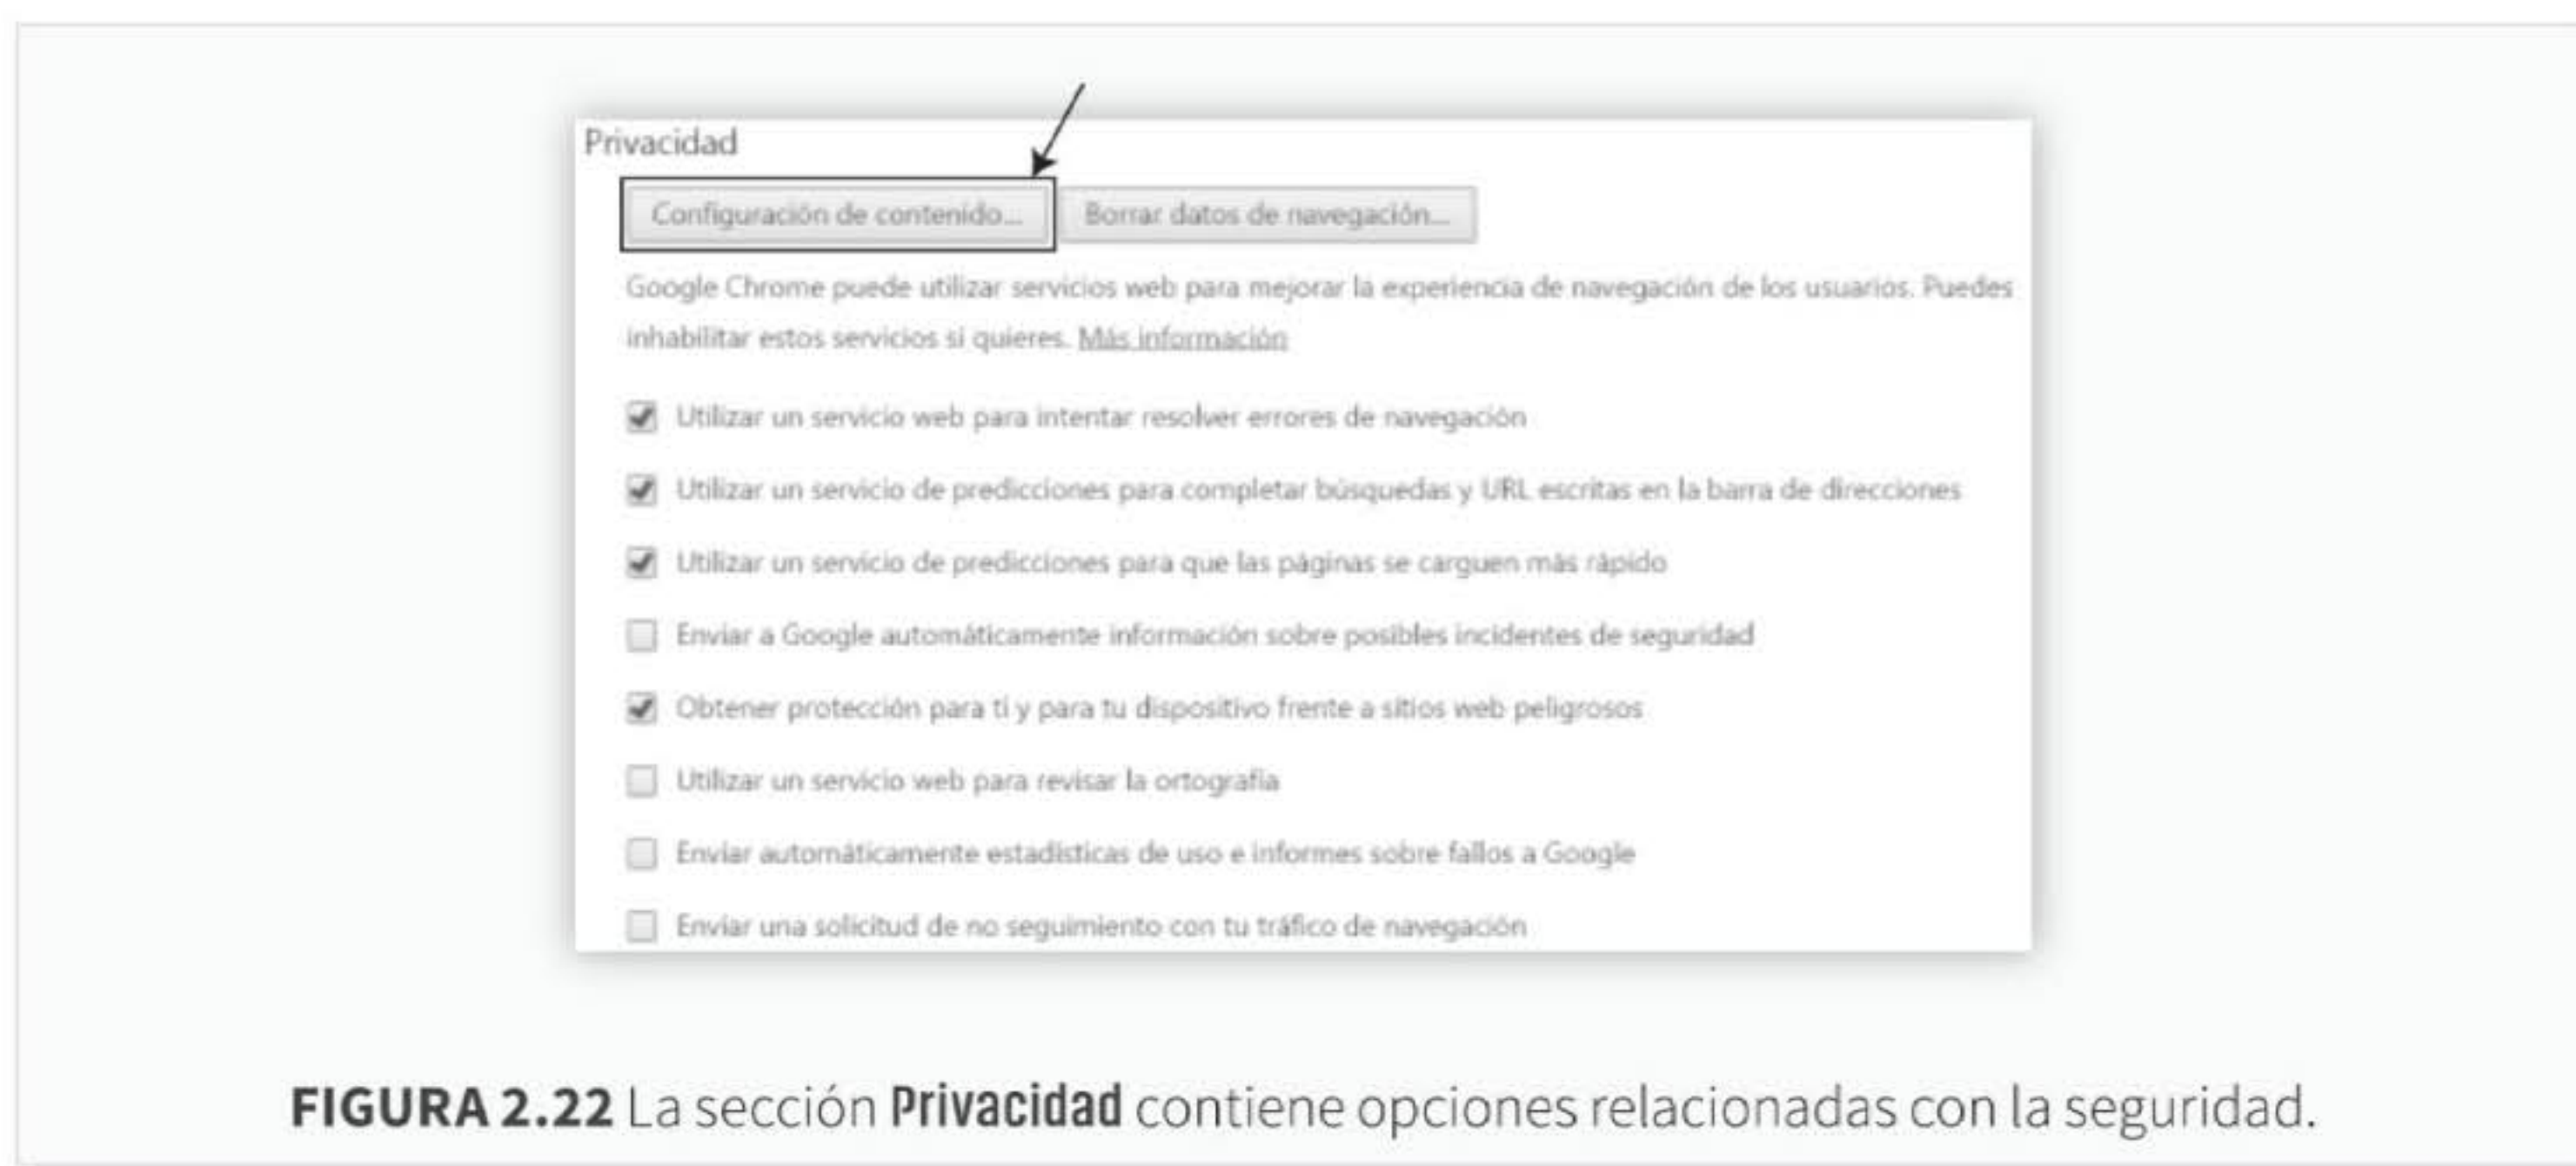 Privacidad
Configuración de contenido... Borrar datos de navegación...
Google Chrome puede utilizar servicios web para mejorar la experiencia de navegación de los usuarios. Puedes
inhabilitar estos servicios si quieres. Más información
Utilizar un servicio web para intentar resolver errores de navegación
Utilizar un servicio de predicciones para completar búsquedas y URL escritas en la barra de direcciones
Utilizar un servicio de predicciones para que las páginas se carguen más rápido
Enviar a Google automáticamente información sobre posibles incidentes de seguridad
Obtener protección para ti y para tu dispositivo frente a sitios web peligrosos
Utilizar un servicio web para revisar la ortografía
Enviar automáticamente estadísticas de uso e informes sobre fallos a Google
Enviar una solicitud de no seguimiento con tu tráfico de navegación
FIGURA 2.22 La sección Privacidad contiene opciones relacionadas con la seguridad.